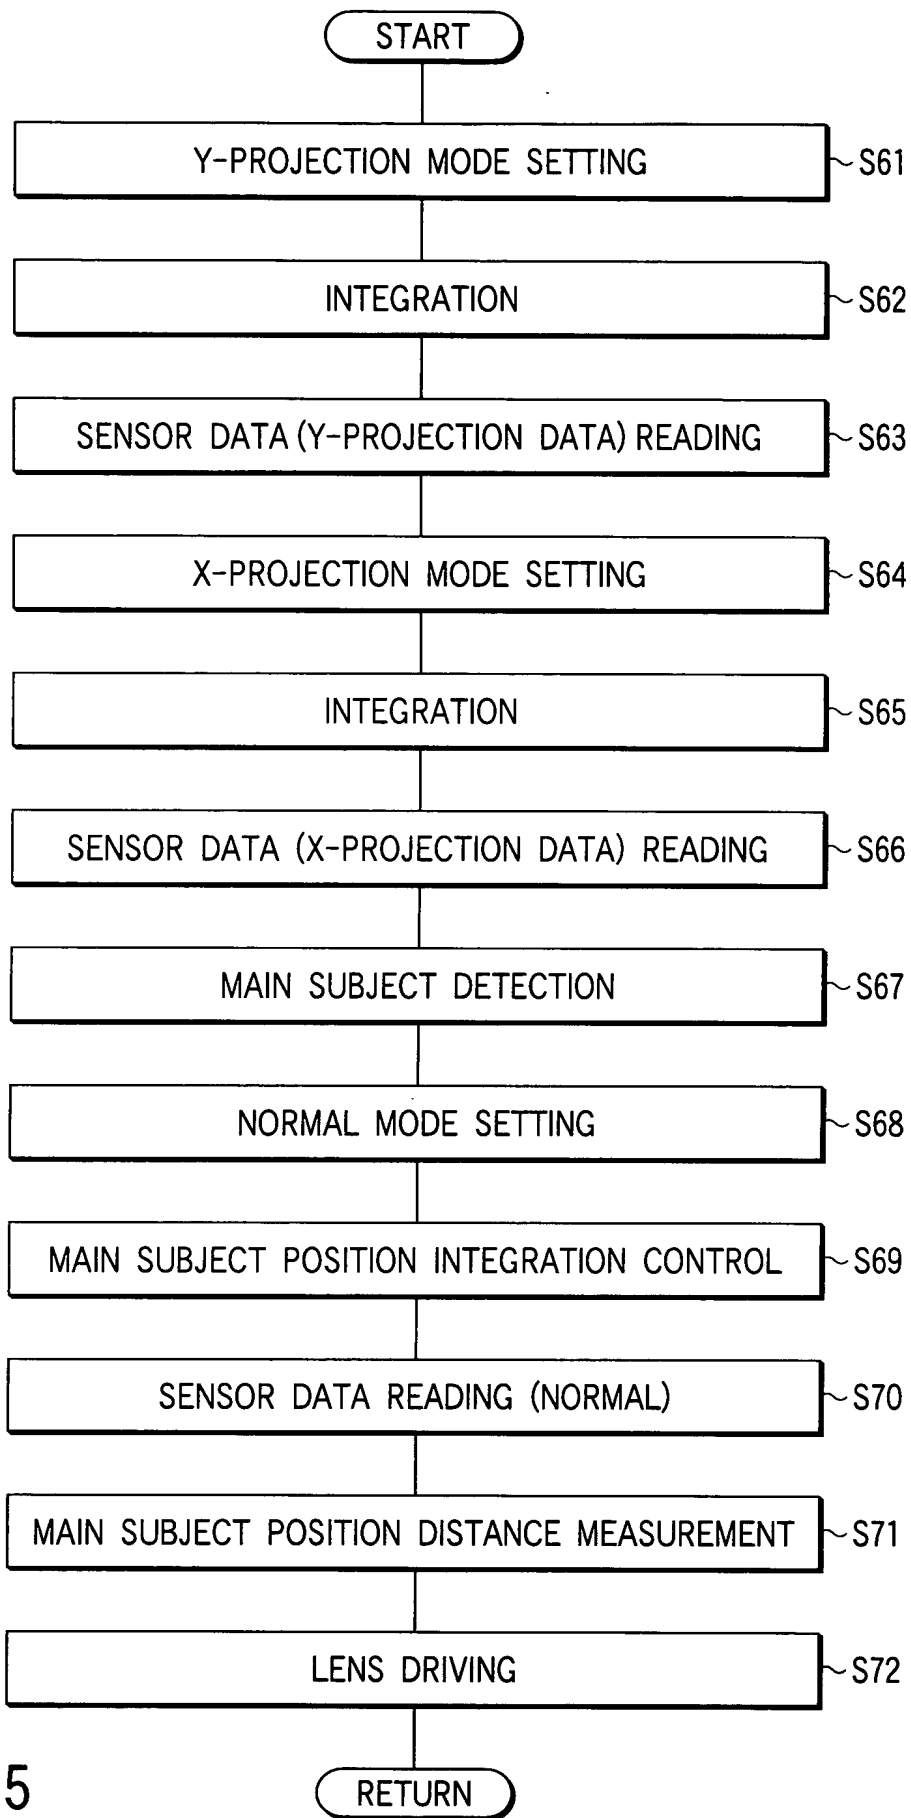 START
Y-PROJECTION MODE SETTING
S61
INTEGRATION
S62
SENSOR DATA (Y-PROJECTION DATA) READING
S63
X-PROJECTION MODE SETTING
S64
INTEGRATION
S65
SENSOR DATA (X-PROJECTION DATA) READING
S66
MAIN SUBJECT DETECTION
S67
NORMAL MODE SETTING
S68
MAIN SUBJECT POSITION INTEGRATION CONTROL
S69
SENSOR DATA READING (NORMAL)
S70
MAIN SUBJECT POSITION DISTANCE MEASUREMENT
S71
LENS DRIVING
S72
5
RETURN